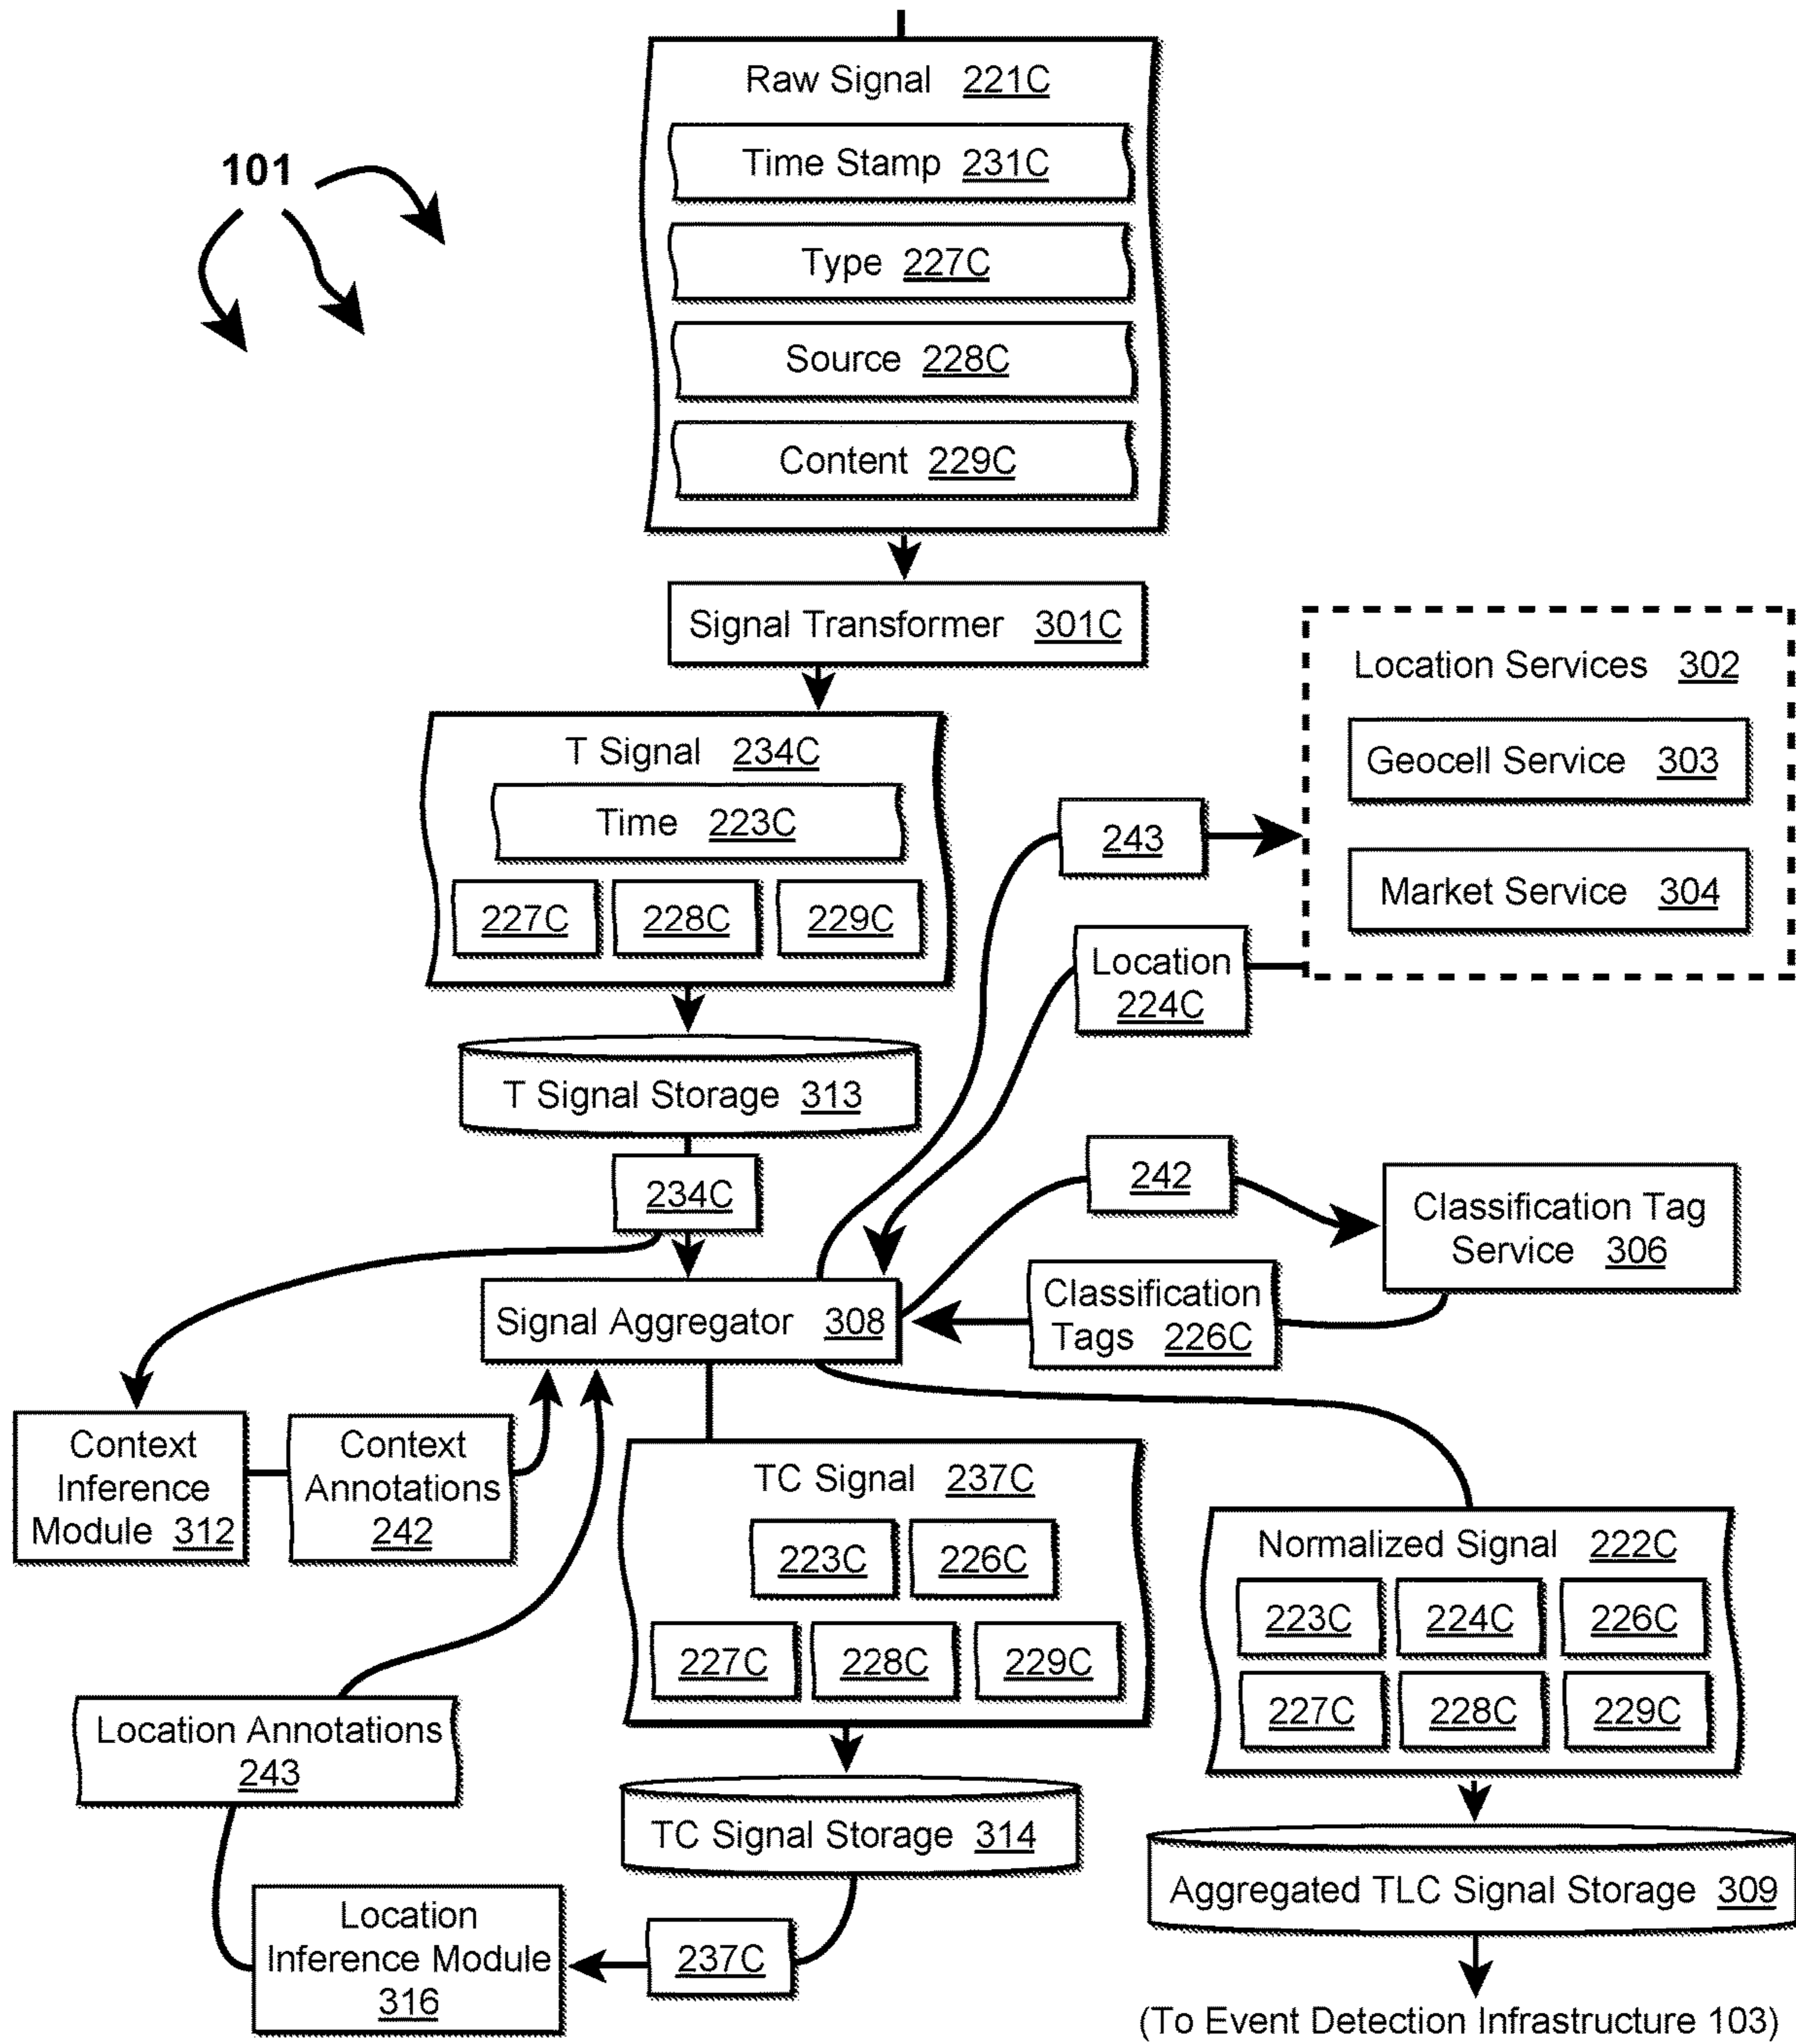 Raw Signal 221C
101
Time Stamp 231C
Type 227C
Source 228C
Content 229C
Signal Transformer 301C
Location Services 302
Geocell Service 303
Market Service 304
T Signal 234C
Time 223C
227C 228C 229C
243
Location
224C
T Signal Storage 313
234C
242
Classification Tag
Service 306
Signal Aggregator 308
Classification
Tags 226C
Context
Inference
Module 312
Context
Annotations
242
TC Signal 237C
223C 226C
227C 228C 229C
Normalized Signal 222C
223C 224C 226C
227C 228C 229C
Location Annotations
243
TC Signal Storage 314
Aggregated TLC Signal Storage 309
Location
Inference Module
316
237C
(To Event Detection Infrastructure 103)